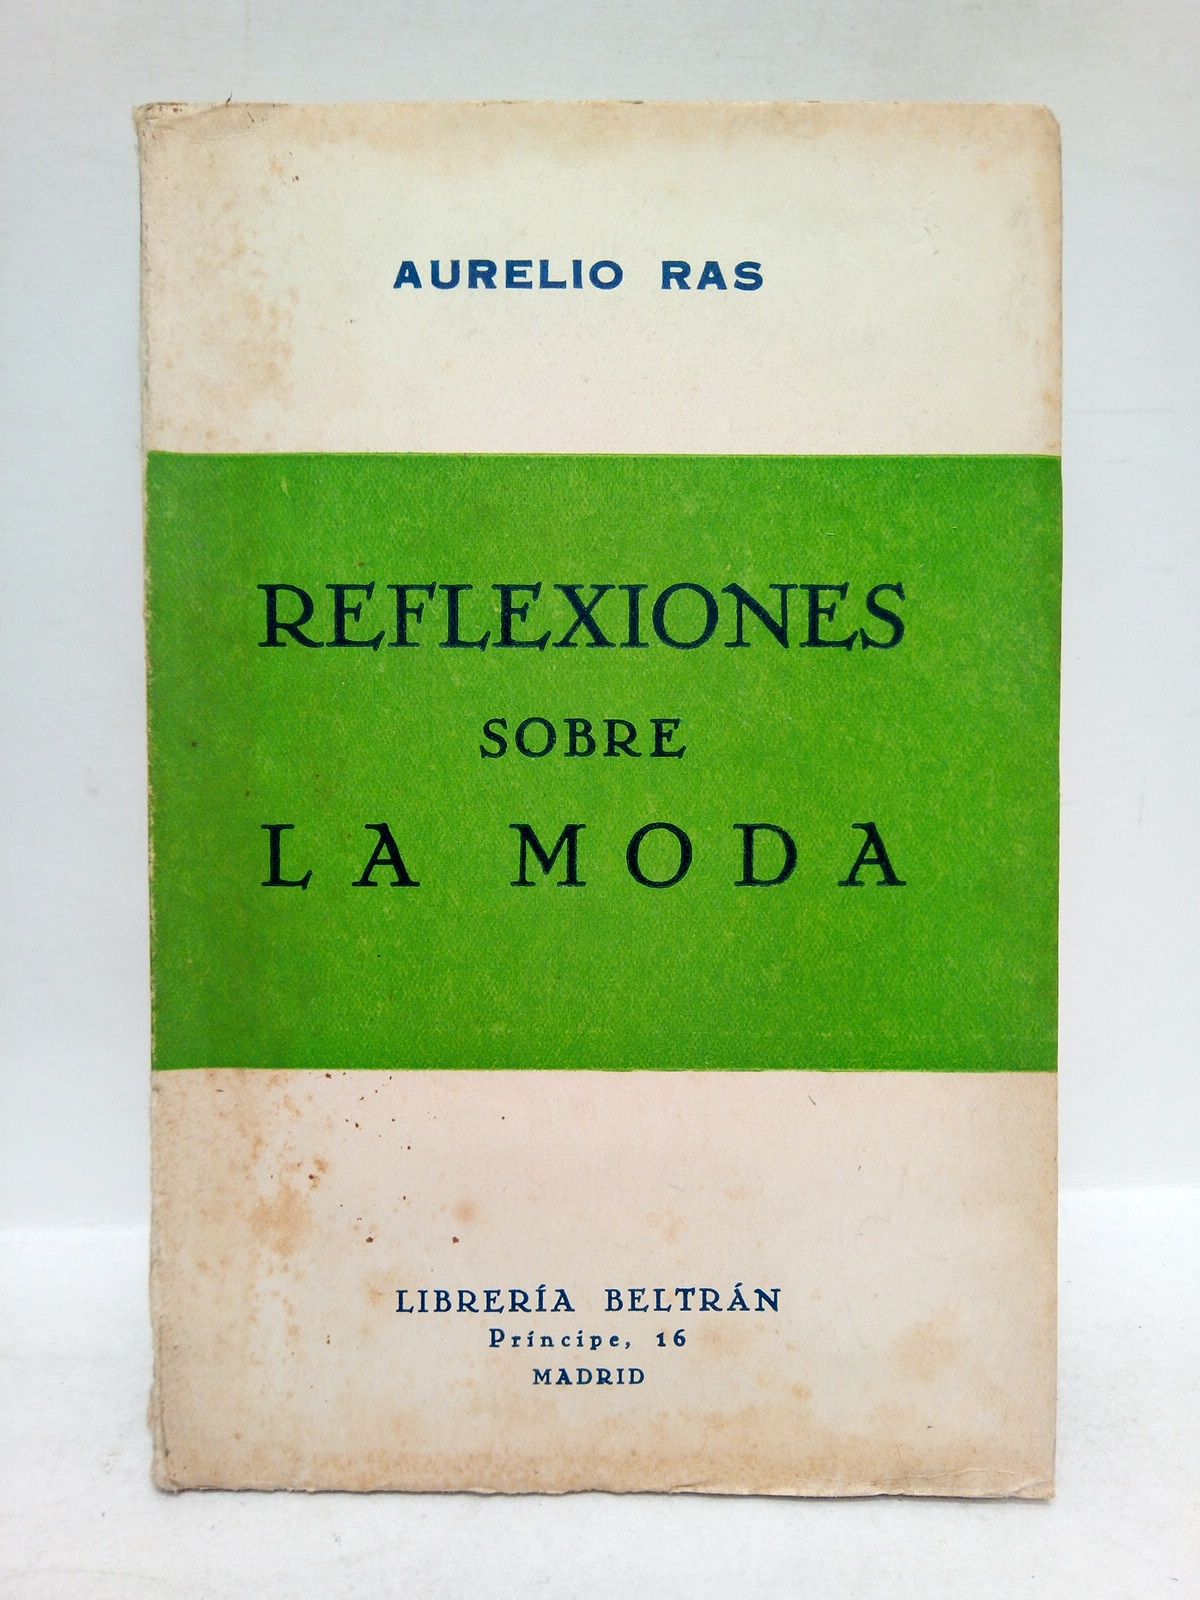 AURELIO RAS
REFLEXIONES
SOBRE
LA MODA
LIBRERÍA BELTRÁN
Príncipe, 16
MADRID